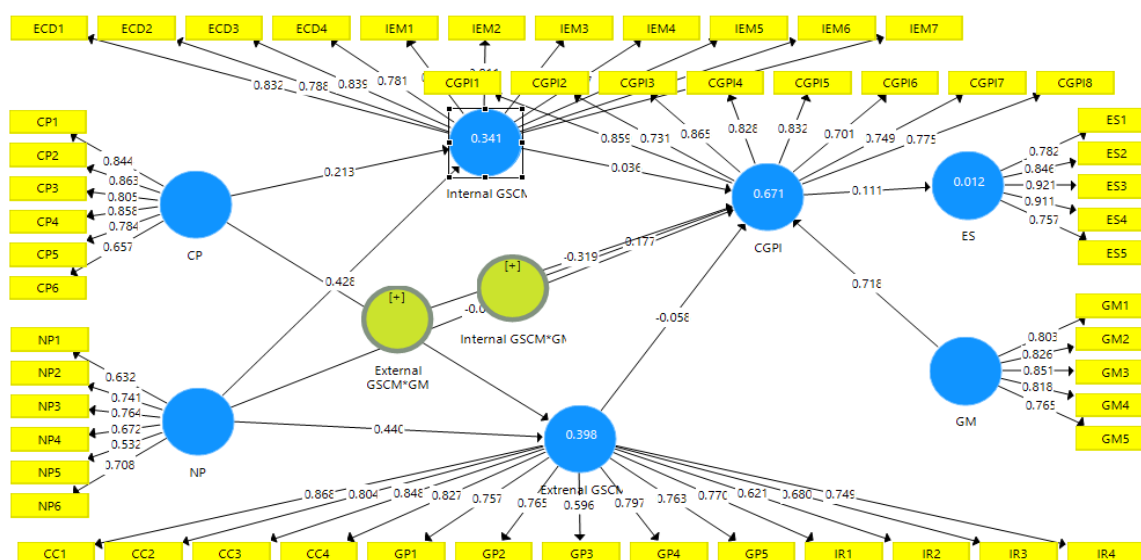 ECD1 ECD2 ECD3 ECD4 IEM1 IEM2 IEM3 IEM4 IEM5 IEM6 IEM7
0.832 0.788 0.839 0.781
CGPI1 CGPI2 CGPI3 CGPI4 CGPI5 CGPI6 CGPI7 CGPI8
0.859 0.731 0.865 0.828 0.832 0.701 0.749 0.775
CP1
CP2
CP3
CP4
CP5
CP6
0.844
0.863
0.805
0.858
0.784
0.657
CP
0.213
0.341
Internal GSCM
0.036
0.671
CGPI
0.111
0.012
ES
0.782
0.846
0.921
0.911
0.757
ES1
ES2
ES3
ES4
ES5
0.428
[+]
External
GSCM*GM
[+]
Internal GSCM*GM
-0.319
0.177
-0.058
0.718
GM
0.803
0.826
0.851
0.818
0.765
GM1
GM2
GM3
GM4
GM5
NP1
NP2
NP3
NP4
NP5
NP6
0.632
0.741
0.764
0.672
0.532
0.708
NP
0.440
0.398
Extrenal GSCM
0.868 0.804 0.848 0.827 0.757 0.765 0.596 0.797 0.763 0.770 0.621 0.680 0.749
CC1 CC2 CC3 CC4 GP1 GP2 GP3 GP4 GP5 IR1 IR2 IR3 IR4